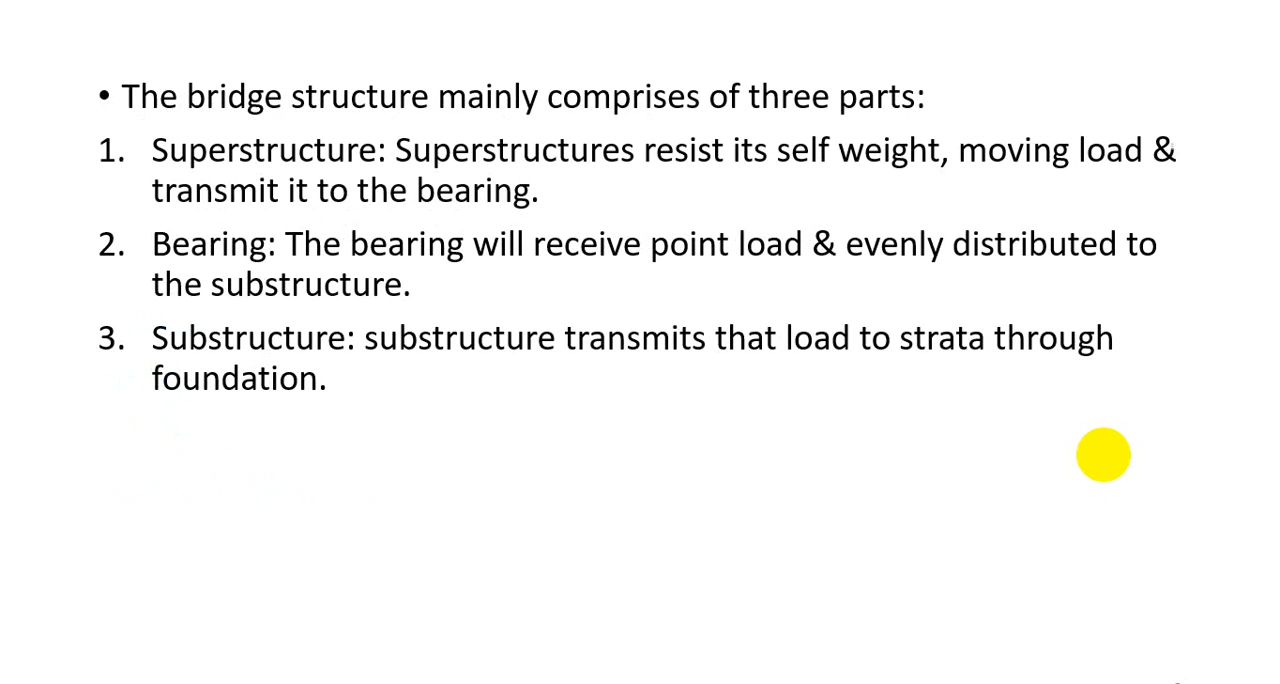 • The bridge structure mainly comprises of three parts:
1. Superstructure: Superstructures resist its self weight, moving load &
transmit it to the bearing.
2. Bearing: The bearing will receive point load & evenly distributed to
the substructure.
3. Substructure: substructure transmits that load to strata through
foundation.